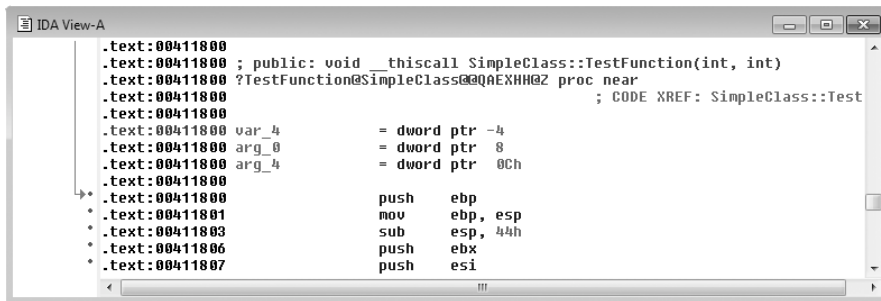 IDA View-A
.text:00411800
.text:00411800 ; public: void __thiscall SimpleClass::TestFunction(int, int)
.text:00411800 ?TestFunction@SimpleClass@@QAEXHH@Z proc near
.text:00411800 ; CODE XREF: SimpleClass::Test
.text:00411800
.text:00411800 var_4 = dword ptr -4
.text:00411800 arg_0 = dword ptr 8
.text:00411800 arg_4 = dword ptr 0Ch
.text:00411800
.text:00411800 push ebp
.text:00411801 mov ebp, esp
.text:00411803 sub esp, 44h
.text:00411806 push ebx
.text:00411807 push esi